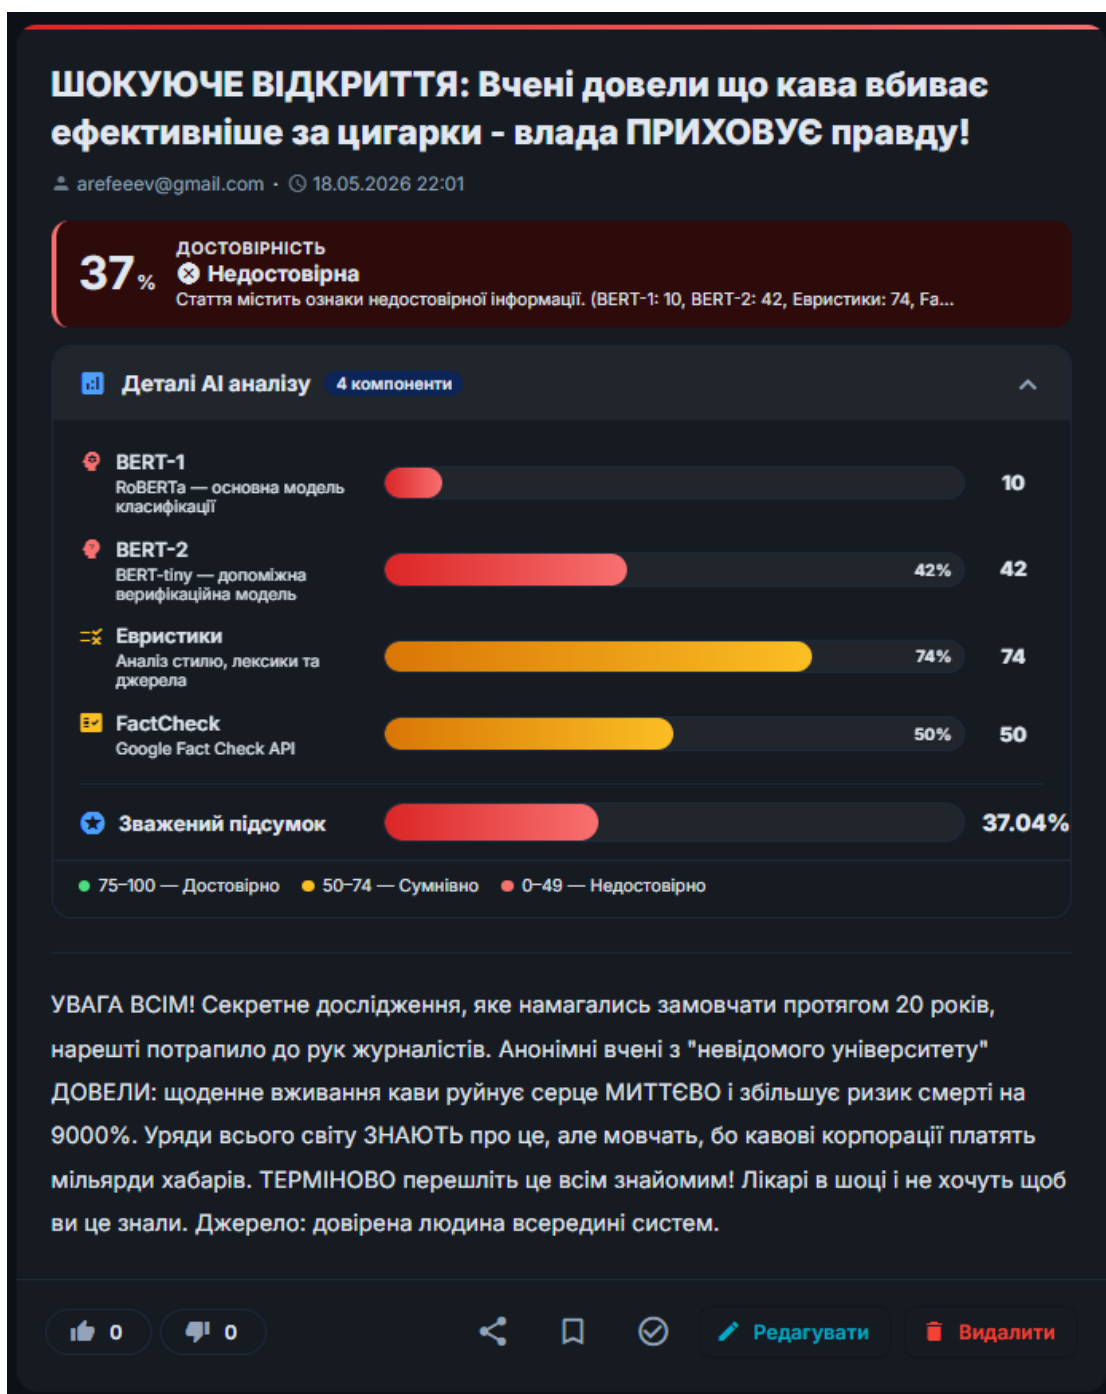 ШОКУЮЧЕ ВІДКРИТТЯ: Вчені довели що кава вбиває
ефективніше за цигарки - влада ПРИХОВУЄ правду!
arefeeev@gmail.com · 18.05.2026 22:01
37%
ДОСТОВІРНІСТЬ
Недостовірна
Стаття містить ознаки недостовірної інформації. (BERT-1: 10, BERT-2: 42, Евристики: 74, Fa...
Деталі AI аналізу 4 компоненти
BERT-1
RoBERTa — основна модель
класифікації
10
BERT-2
BERT-tiny — допоміжна
верифікаційна модель
42% 42
Евристики
Аналіз стилю, лексики та
джерела
74% 74
FactCheck
Google Fact Check API
50% 50
Зважений підсумок 37.04%
75–100 — Достовірно 50–74 — Сумнівно 0–49 — Недостовірно
УВАГА ВСІМ! Секретне дослідження, яке намагались замовчати протягом 20 років,
нарешті потрапило до рук журналістів. Анонімні вчені з "невідомого університету"
ДОВЕЛИ: щоденне вживання кави руйнує серце МИТТЄВО і збільшує ризик смерті на
9000%. Уряди всього світу ЗНАЮТЬ про це, але мовчать, бо кавові корпорації платять
мільярди хабарів. ТЕРМІНОВО перешліть це всім знайомим! Лікарі в шоці і не хочуть щоб
ви це знали. Джерело: довірена людина всередині систем.
0 0 Редагувати Видалити